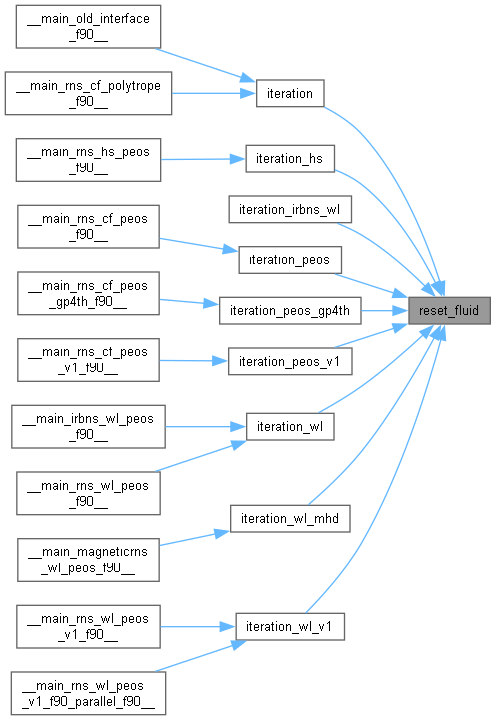 __main_old_interface
_f90__
__main_rns_cf_polytrope
_f90__
iteration
__main_rns_hs_peos
_f90__
iteration_hs
iteration_irbns_wl
__main_rns_cf_peos
_f90__
iteration_peos
__main_rns_cf_peos
_gp4th_f90__
iteration_peos_gp4th
reset_fluid
__main_rns_cf_peos
_v1_f90__
iteration_peos_v1
__main_irbns_wl_peos
_f90__
iteration_wl
__main_rns_wl_peos
_f90__
iteration_wl_mhd
__main_magneticrns
_wl_peos_f90__
__main_rns_wl_peos
_v1_f90__
iteration_wl_v1
__main_rns_wl_peos
_v1_f90_parallel_f90__